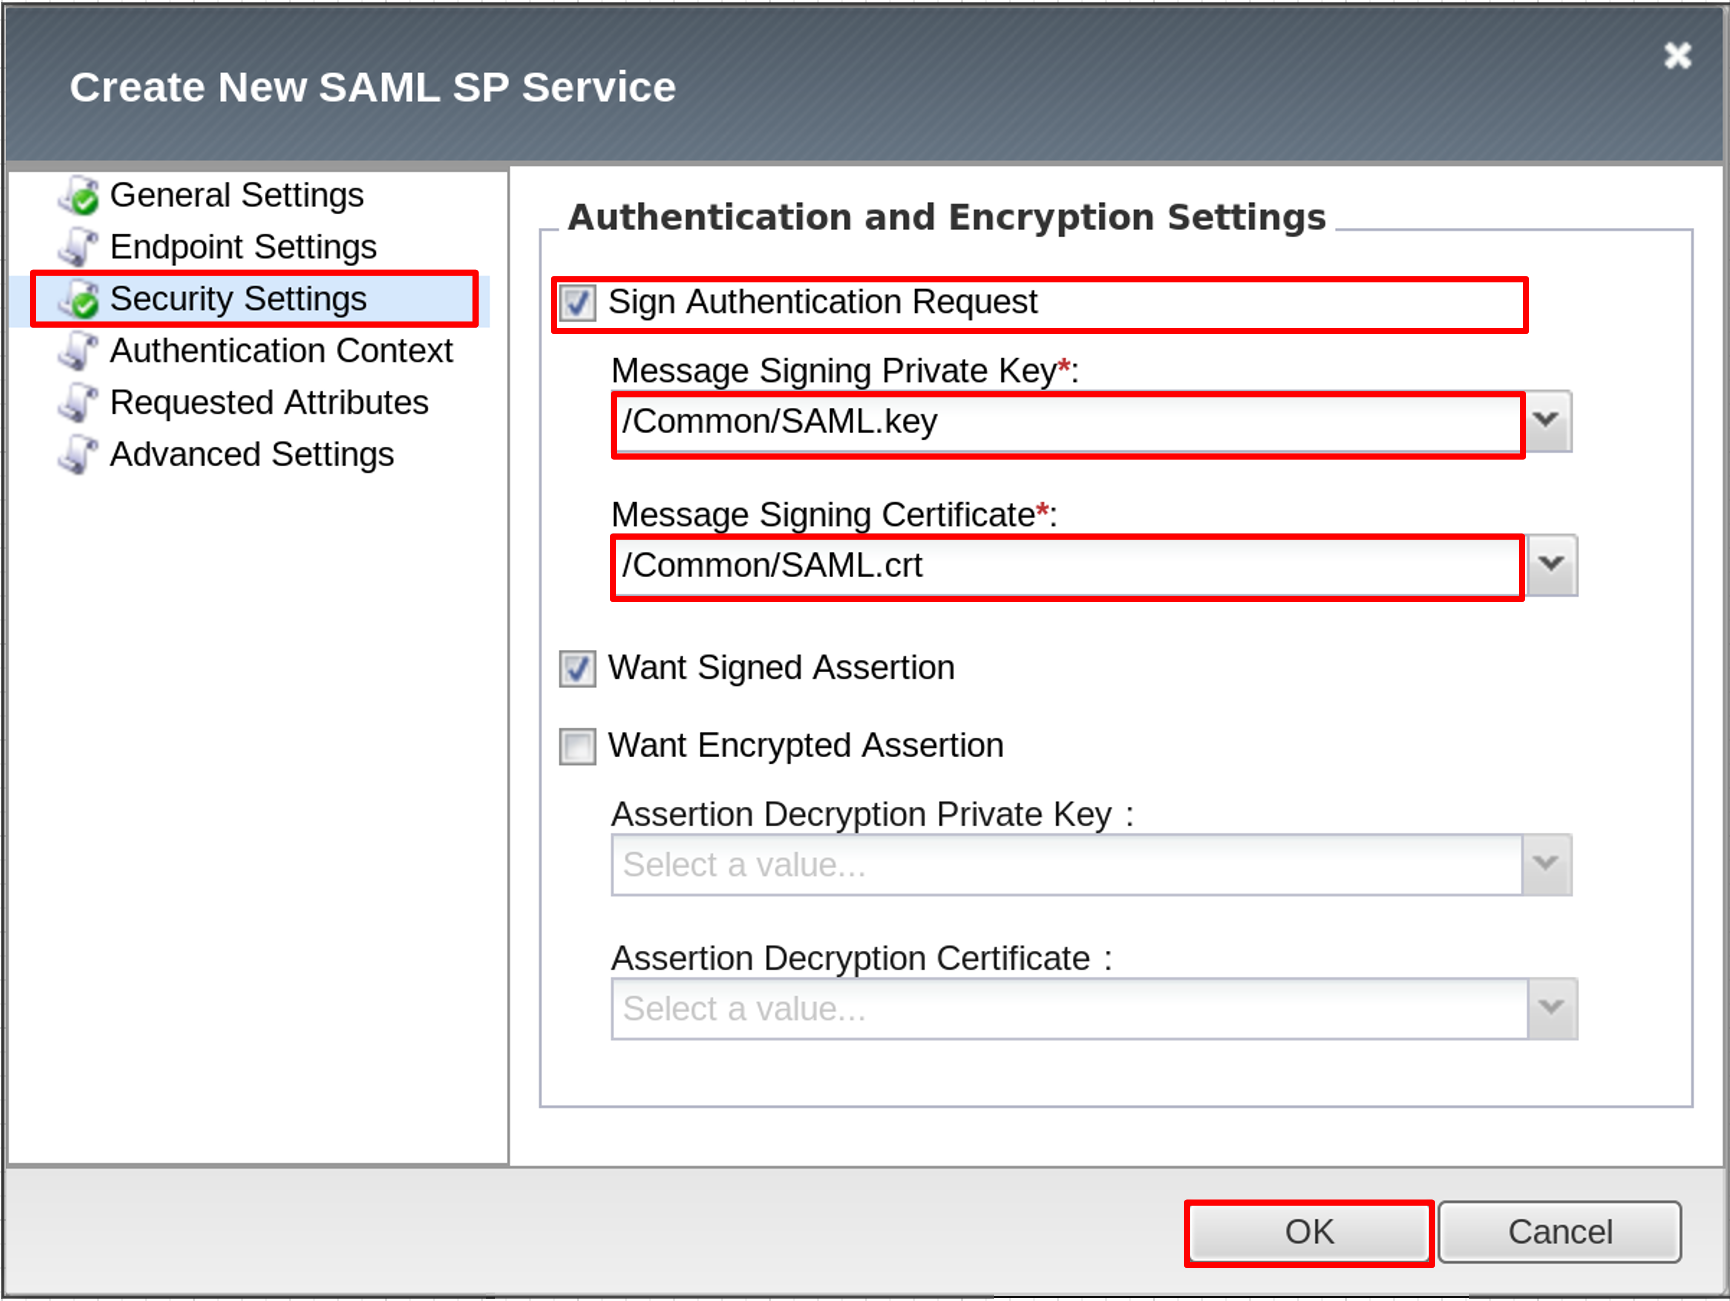 Create New SAML SP Service
General Settings
Endpoint Settings
Security Settings
Authentication Context
Requested Attributes
Advanced Settings
Authentication and Encryption Settings
Sign Authentication Request
Message Signing Private Key*:
/Common/SAML.key
Message Signing Certificate*:
/Common/SAML.crt
Want Signed Assertion
Want Encrypted Assertion
Assertion Decryption Private Key :
Select a value...
Assertion Decryption Certificate :
Select a value...
OK
Cancel